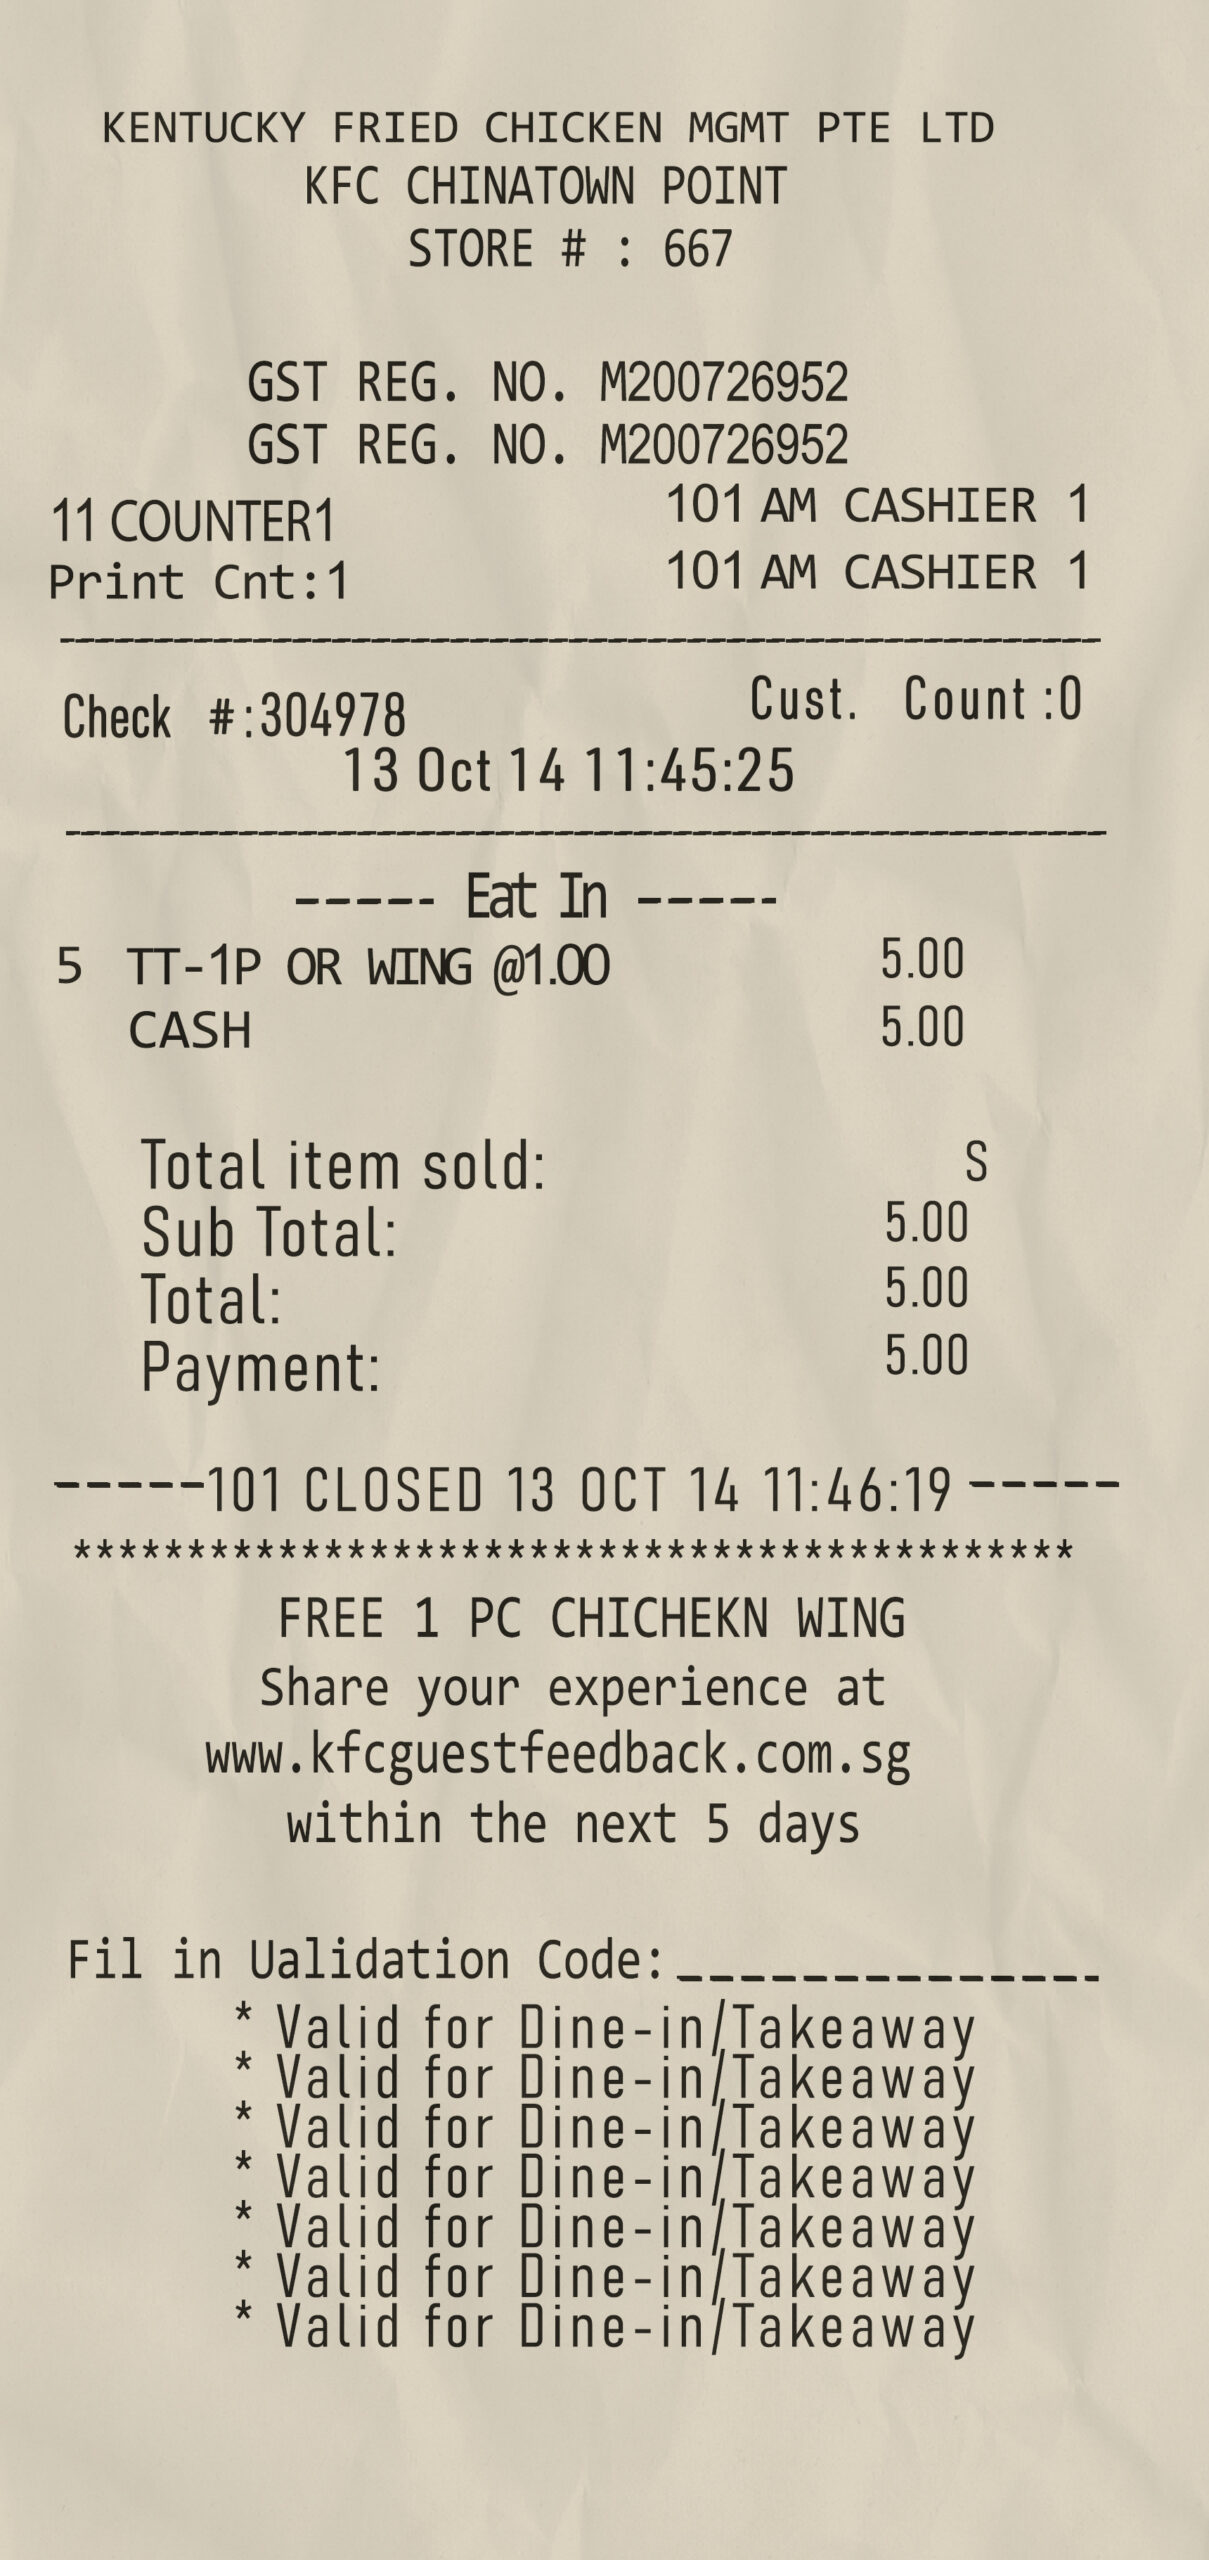 KENTUCKY FRIED CHICKEN MGMT PTE LTD
KFC CHINATOWN POINT
STORE # : 667
GST REG. NO. M200726952
GST REG. NO. M200726952
11 COUNTER1 101 AM CASHIER 1
Print Cnt:1 101 AM CASHIER 1
Check #:304978 Cust. Count :0
13 Oct 14 11:45:25
----- Eat In -----
5 TT-1P OR WING @1.00 5.00
CASH 5.00
Total item sold: S
Sub Total: 5.00
Total: 5.00
Payment: 5.00
-----101 CLOSED 13 OCT 14 11:46:19 -----
********************************************
FREE 1 PC CHICHEKN WING
Share your experience at
www.kfcguestfeedback.com.sg
within the next 5 days
Fil in Ualidation Code:______________
* Valid for Dine-in/Takeaway
* Valid for Dine-in/Takeaway
* Valid for Dine-in/Takeaway
* Valid for Dine-in/Takeaway
* Valid for Dine-in/Takeaway
* Valid for Dine-in/Takeaway
* Valid for Dine-in/Takeaway